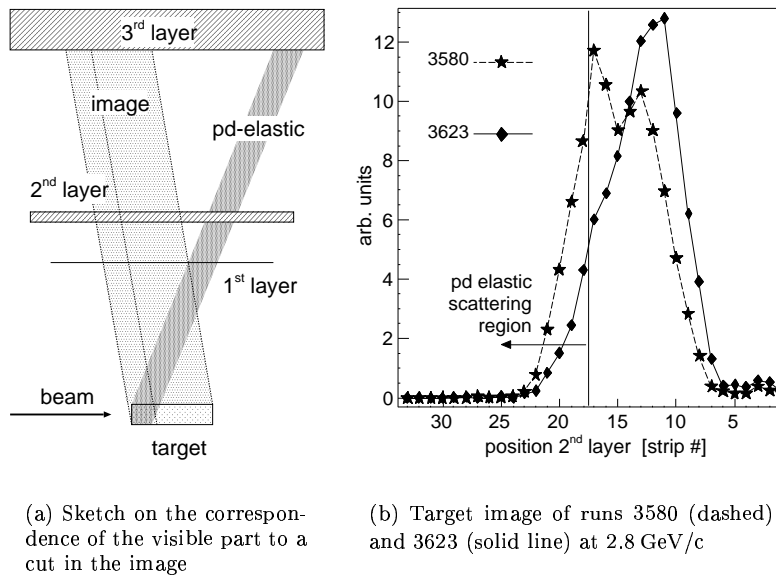 3rd layer
image
pd-elastic
2nd layer
1st layer
beam
target
(a) Sketch on the correspon-
dence of the visible part to a
cut in the image
arb. units
12
10
8
6
4
2
0
3580
3623
pd elastic
scattering
region
30 25 20 15 10 5
position 2nd layer [strip #]
(b) Target image of runs 3580 (dashed)
and 3623 (solid line) at 2.8 GeV/c